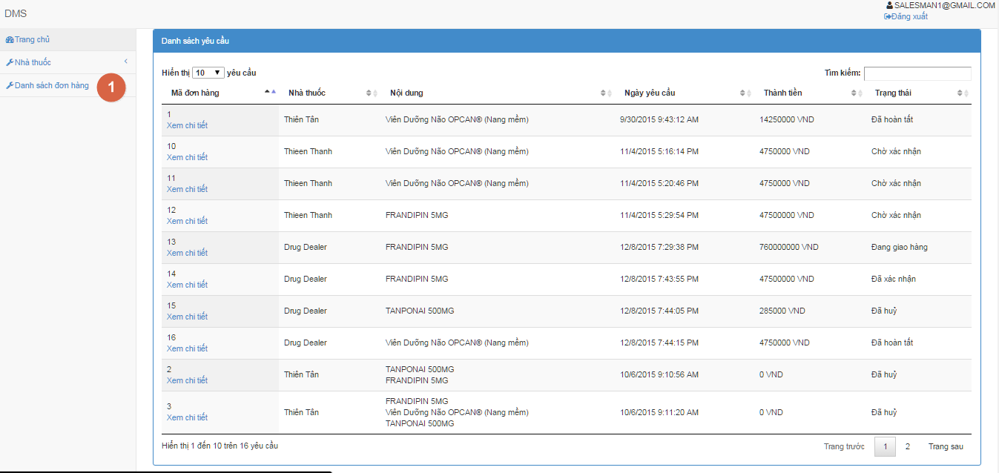 DMS
SALESMAN1@GMAIL.COM
Đăng xuất
Trang chủ
Nhà thuốc
Danh sách đơn hàng
1
Danh sách yêu cầu
Hiển thị 10 yêu cầu
Tìm kiếm:
Mã đơn hàng Nhà thuốc Nội dung Ngày yêu cầu Thành tiền Trạng thái
1
Xem chi tiết
Thiên Tân Viên Dưỡng Não OPCAN® (Nang mềm) 9/30/2015 9:43:12 AM 14250000 VND Đã hoàn tất
10
Xem chi tiết
Thieen Thanh Viên Dưỡng Não OPCAN® (Nang mềm) 11/4/2015 5:16:14 PM 4750000 VND Chờ xác nhận
11
Xem chi tiết
Thieen Thanh Viên Dưỡng Não OPCAN® (Nang mềm) 11/4/2015 5:20:46 PM 4750000 VND Chờ xác nhận
12
Xem chi tiết
Thieen Thanh FRANDIPIN 5MG 11/4/2015 5:29:54 PM 47500000 VND Chờ xác nhận
13
Xem chi tiết
Drug Dealer FRANDIPIN 5MG 12/8/2015 7:29:38 PM 760000000 VND Đang giao hàng
14
Xem chi tiết
Drug Dealer FRANDIPIN 5MG 12/8/2015 7:43:55 PM 47500000 VND Đã xác nhận
15
Xem chi tiết
Drug Dealer TANPONAI 500MG 12/8/2015 7:44:05 PM 285000 VND Đã huỷ
16
Xem chi tiết
Drug Dealer Viên Dưỡng Não OPCAN® (Nang mềm) 12/8/2015 7:44:15 PM 4750000 VND Đã hoàn tất
2
Xem chi tiết
Thiên Tân
TANPONAI 500MG
FRANDIPIN 5MG
10/6/2015 9:10:56 AM 0 VND Đã huỷ
3
Xem chi tiết
Thiên Tân
FRANDIPIN 5MG
Viên Dưỡng Não OPCAN® (Nang mềm)
TANPONAI 500MG
10/6/2015 9:11:20 AM 0 VND Đã huỷ
Hiển thị 1 đến 10 trên 16 yêu cầu
Trang trước 1 2 Trang sau